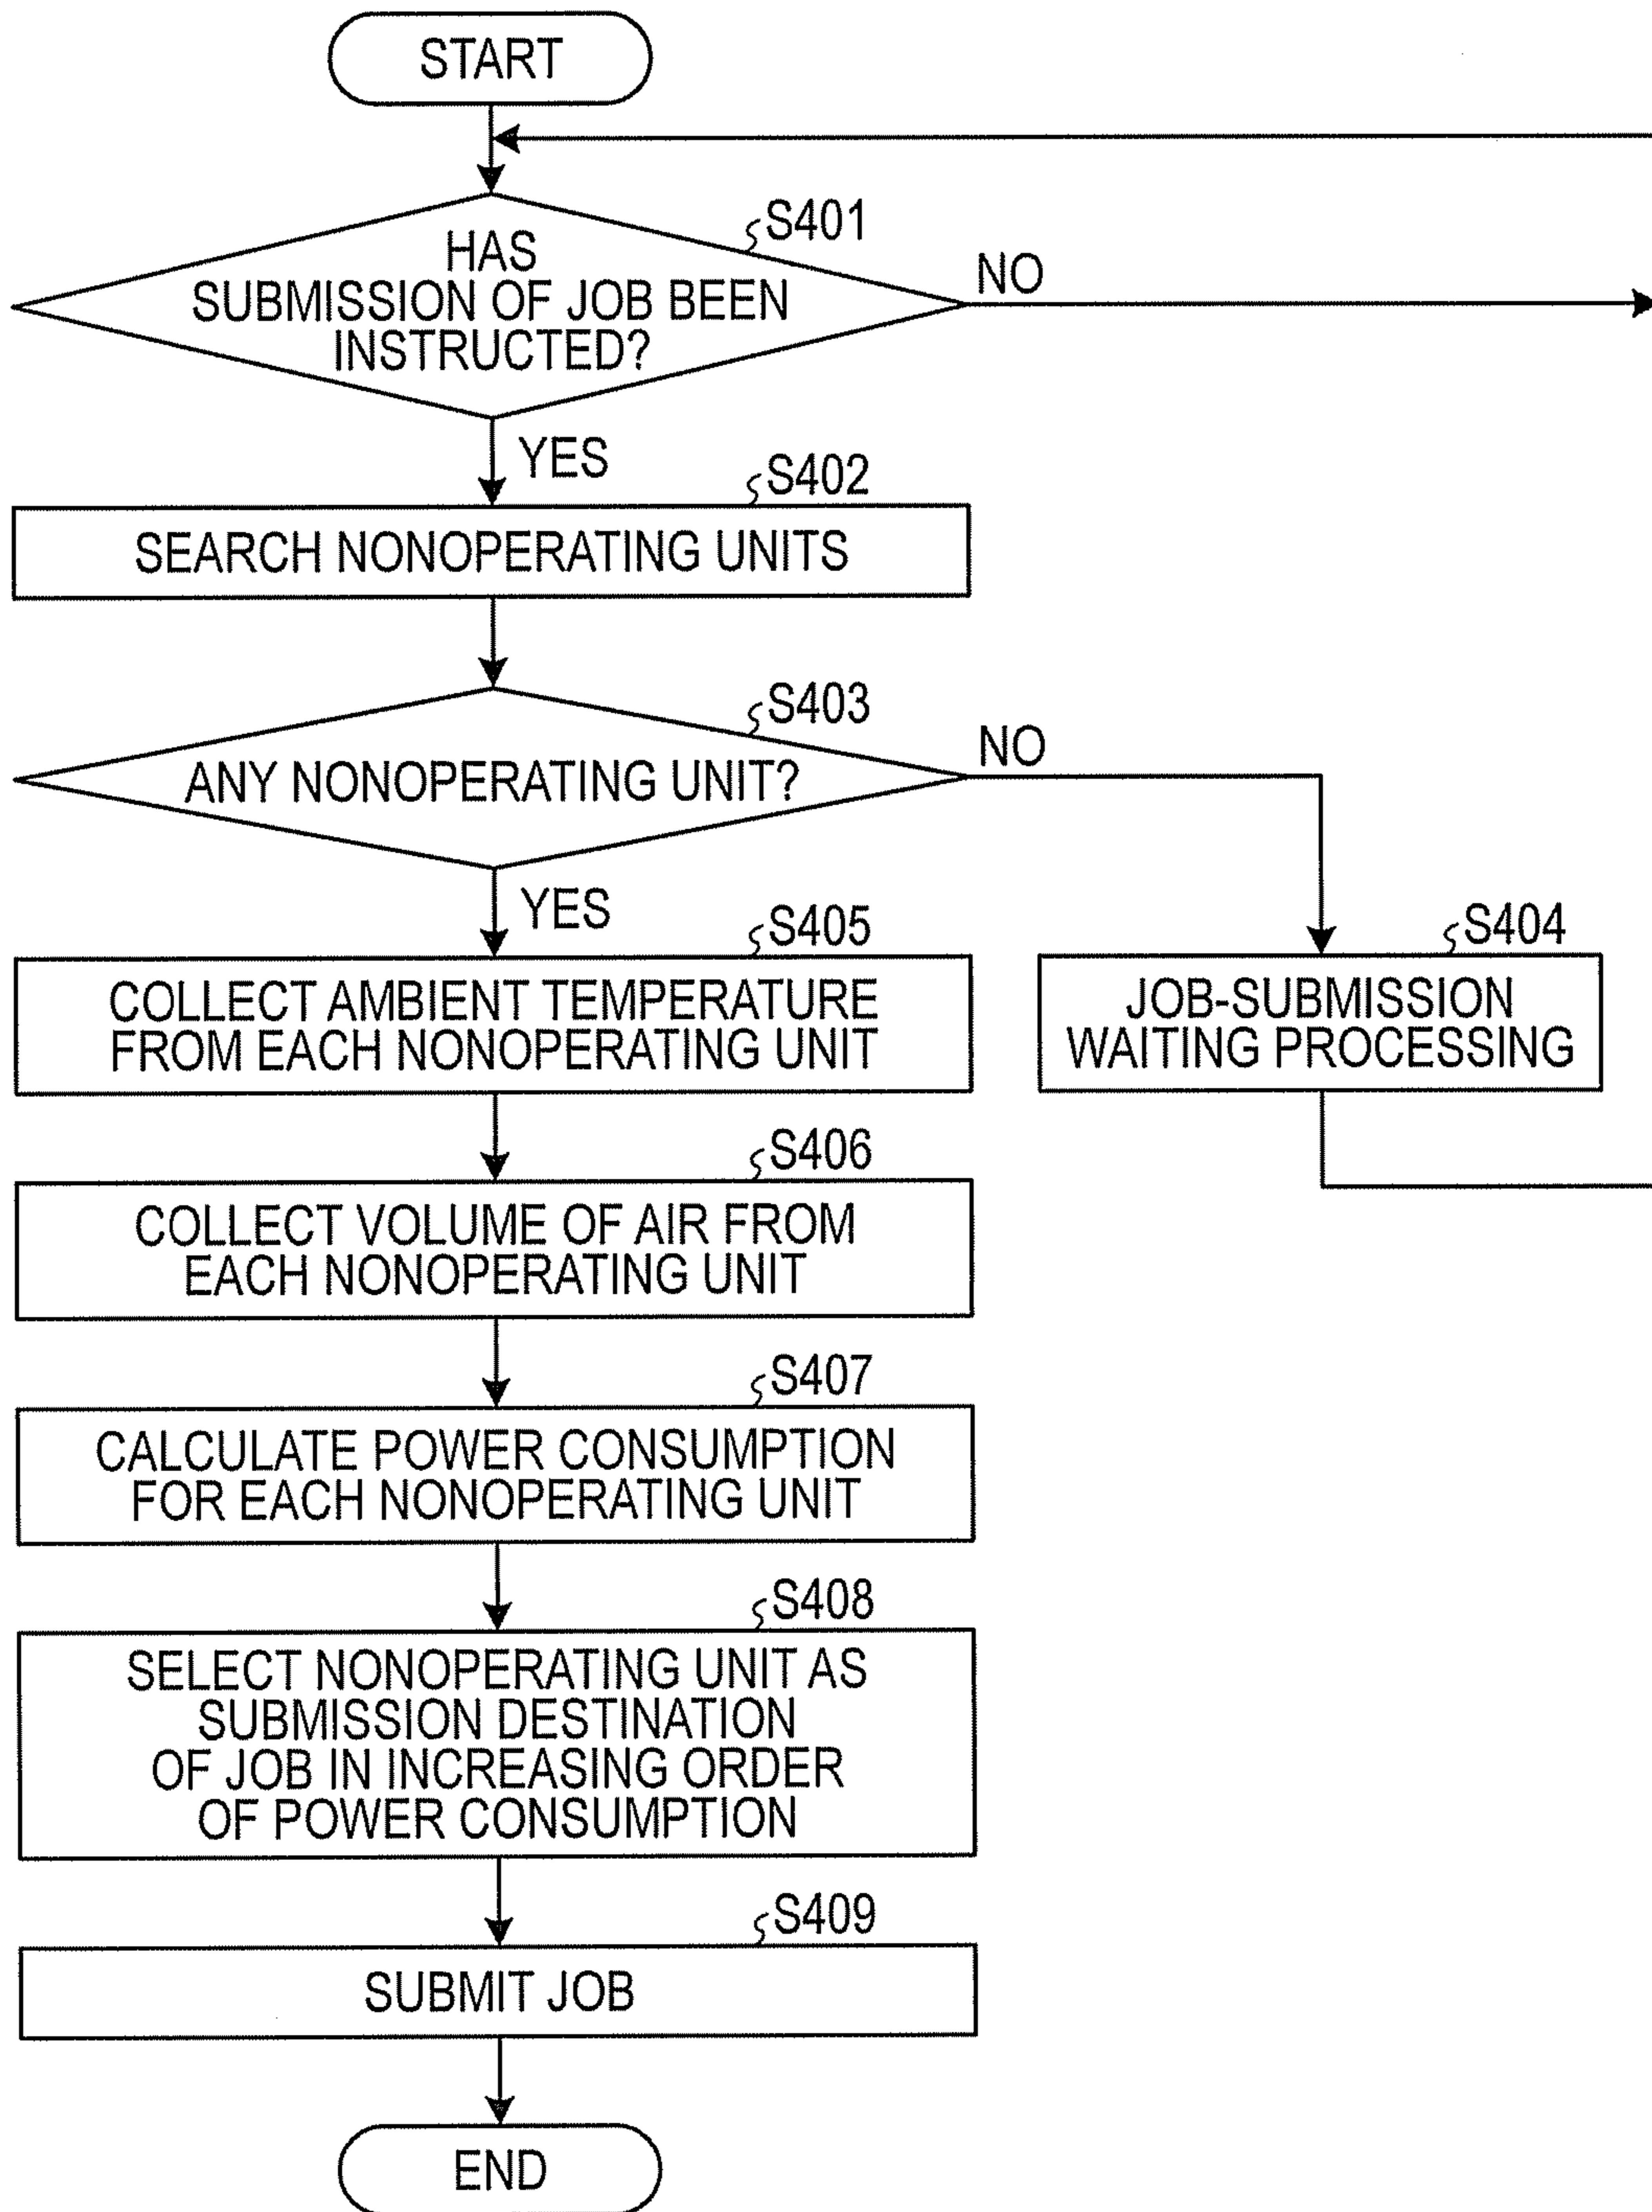 START
S401
HAS
SUBMISSION OF JOB BEEN
INSTRUCTED?
NO
YES
S402
SEARCH NONOPERATING UNITS
S403
ANY NONOPERATING UNIT?
NO
YES
S405
COLLECT AMBIENT TEMPERATURE
FROM EACH NONOPERATING UNIT
S404
JOB-SUBMISSION
WAITING PROCESSING
S406
COLLECT VOLUME OF AIR FROM
EACH NONOPERATING UNIT
S407
CALCULATE POWER CONSUMPTION
FOR EACH NONOPERATING UNIT
S408
SELECT NONOPERATING UNIT AS
SUBMISSION DESTINATION
OF JOB IN INCREASING ORDER
OF POWER CONSUMPTION
S409
SUBMIT JOB
END